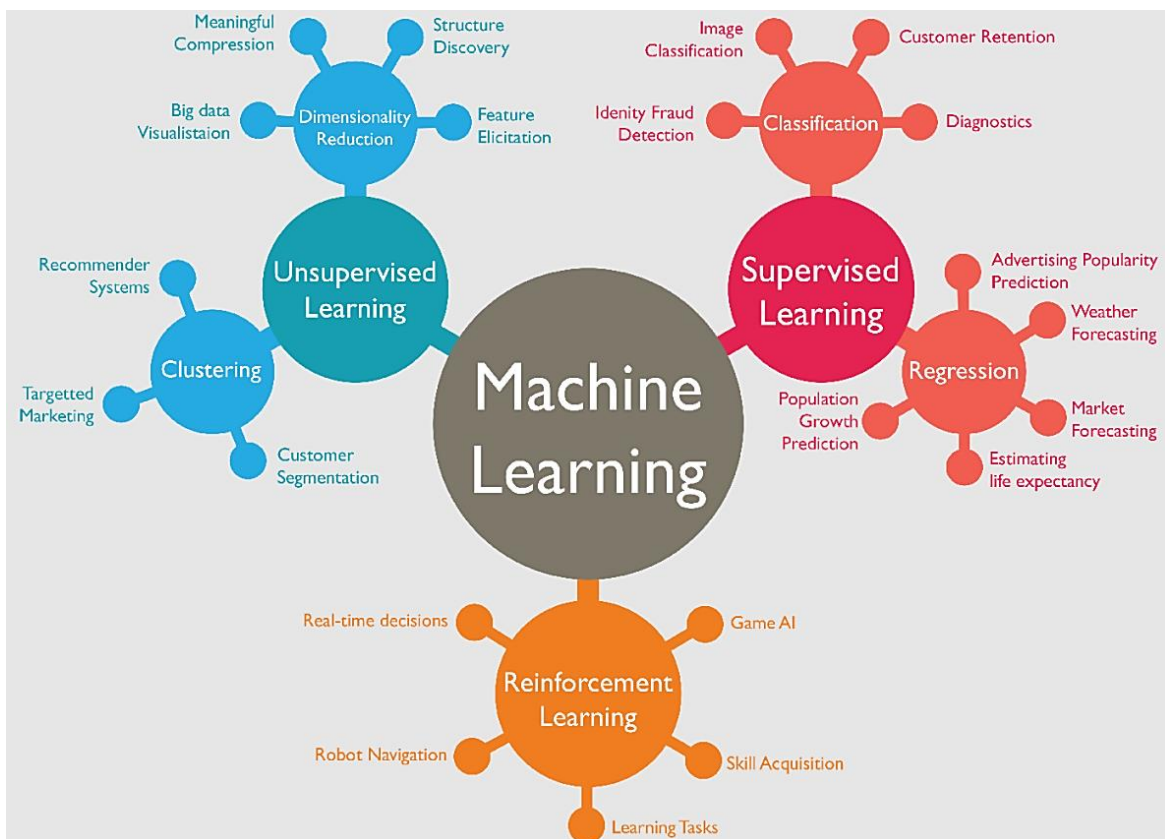 Meaningful
Compression
Structure
Discovery
Big data
Visualistaion
Dimensionality
Reduction
Feature
Elicitation
Image
Classification
Customer Retention
Idenity Fraud
Detection
Classification
Diagnostics
Unsupervised
Learning
Supervised
Learning
Recommender
Systems
Clustering
Targetted
Marketing
Customer
Segmentation
Machine
Learning
Advertising Popularity
Prediction
Weather
Forecasting
Regression
Population
Growth
Prediction
Market
Forecasting
Estimating
life expectancy
Real-time decisions
Game AI
Reinforcement
Learning
Robot Navigation
Skill Acquisition
Learning Tasks